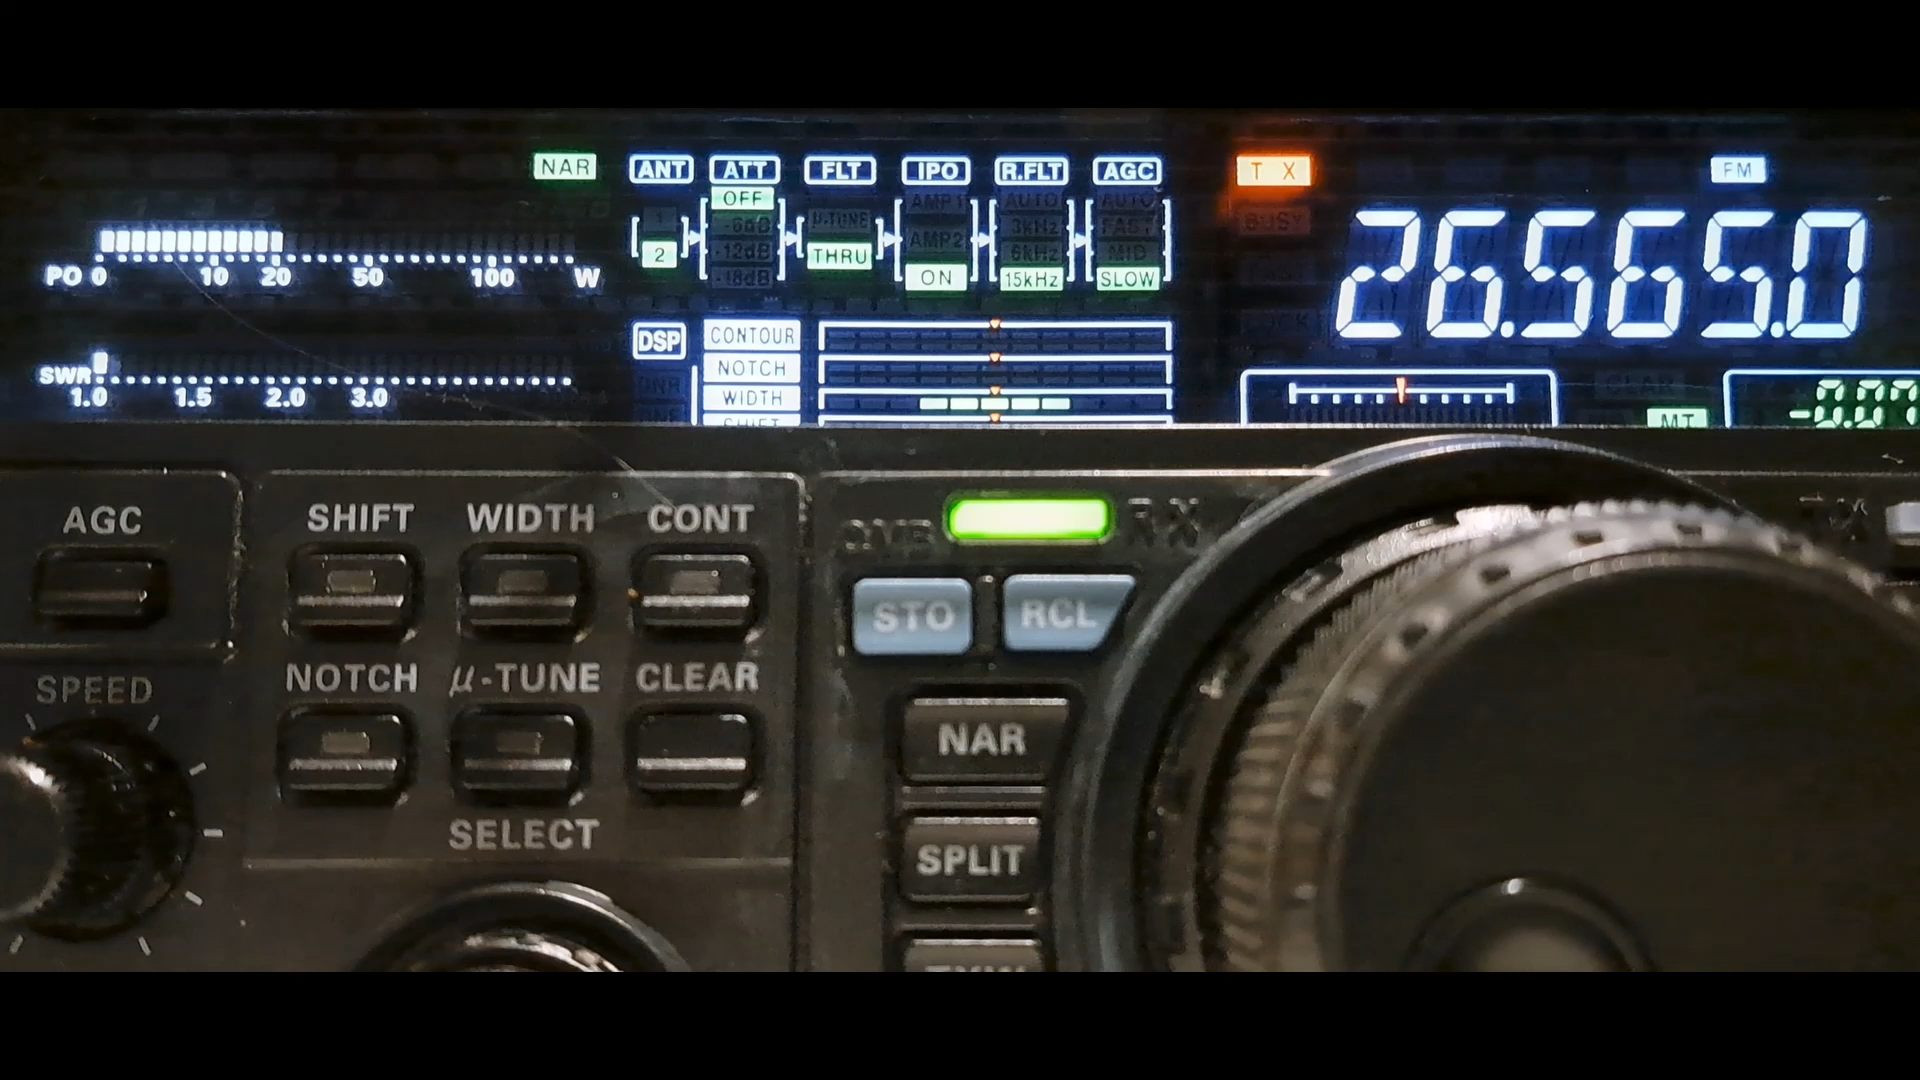 NAR ANT ATT FLT IPO R.FLT AGC TX FM
OFF AMP1 AUTO AUTO
1 -6dB μ-TUNE 3kHz FAST BUSY 26.565.0
2 -12dB THRU AMP2 6kHz MID
PO 0 10 20 50 100 W -18dB ON 15kHz SLOW
DSP CONTOUR
NOTCH
SWR
1.0 1.5 2.0 3.0 WIDTH
SHIFT MT
AGC SHIFT WIDTH CONT RX
STO RCL
SPEED NOTCH μ-TUNE CLEAR
NAR
SELECT SPLIT